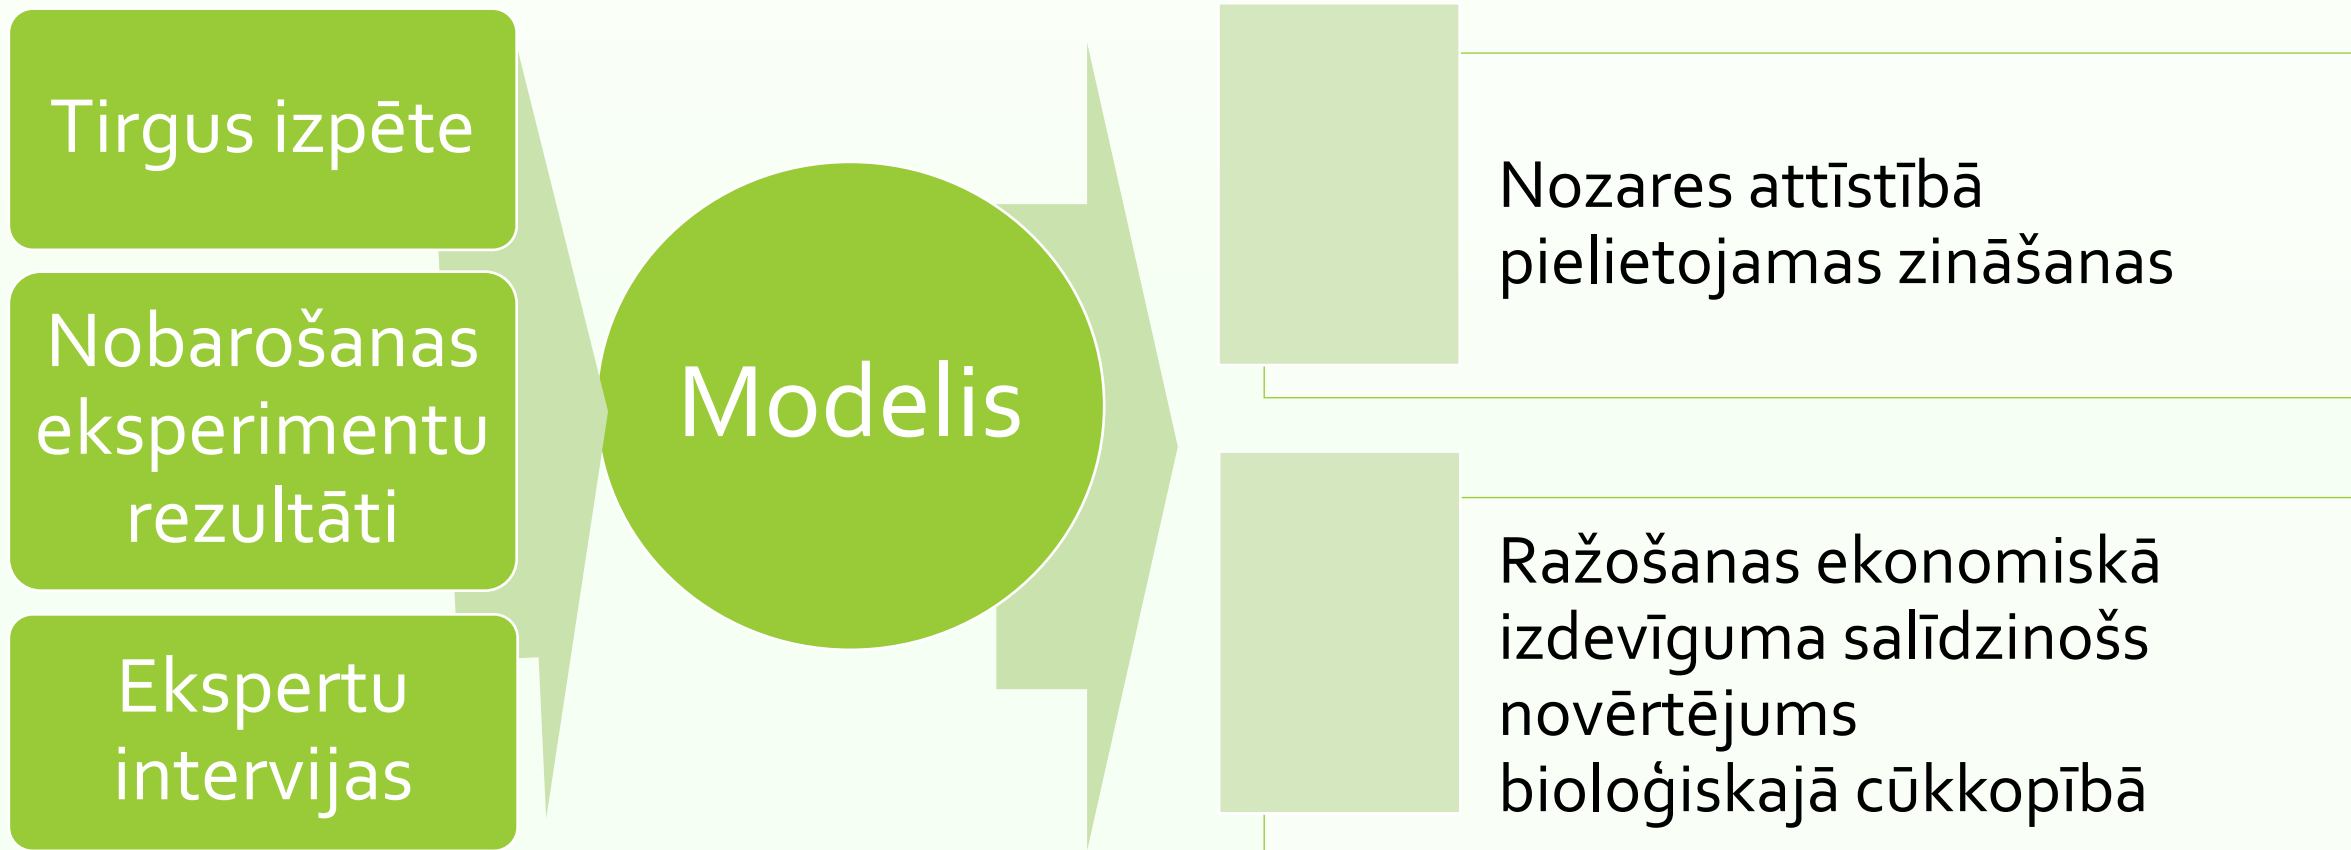 Tirgus izpēte
Nobarošanas
eksperimentu
rezultāti
Ekspertu
intervijas
Modelis
Nozares attīstībā
pielietojamas zināšanas
Ražošanas ekonomiskā
izdevīguma salīdzinošs
novērtējums
bioloģiskajā cūkkopībā